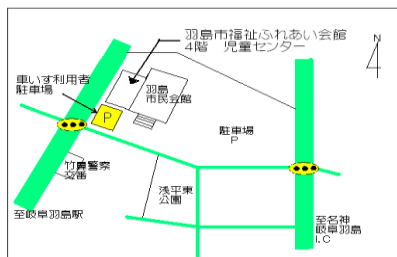 羽島市福祉ふれあい会館
4階 児童センター
N
車いす利用者
駐車場
羽島
市民会館
P
駐車場
P
竹鼻警察
交番
浅平東
公園
至岐阜羽島駅
至名神
岐阜羽島
I.C